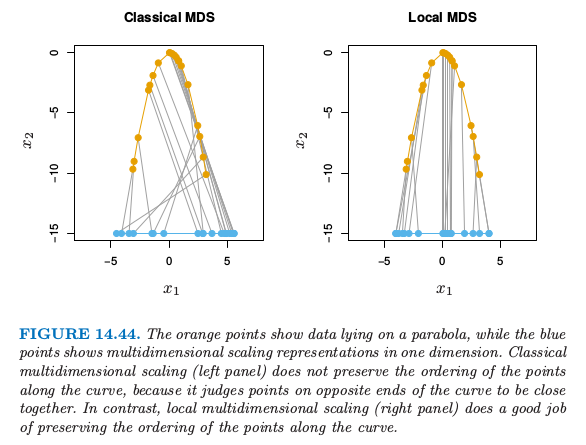 Classical MDS
Local MDS
0
−5
−10
−15
x2
−5
0
5
x1
0
−5
−10
−15
x2
−5
0
5
x1
FIGURE 14.44. The orange points show data lying on a parabola, while the blue
points shows multidimensional scaling representations in one dimension. Classical
multidimensional scaling (left panel) does not preserve the ordering of the points
along the curve, because it judges points on opposite ends of the curve to be close
together. In contrast, local multidimensional scaling (right panel) does a good job
of preserving the ordering of the points along the curve.